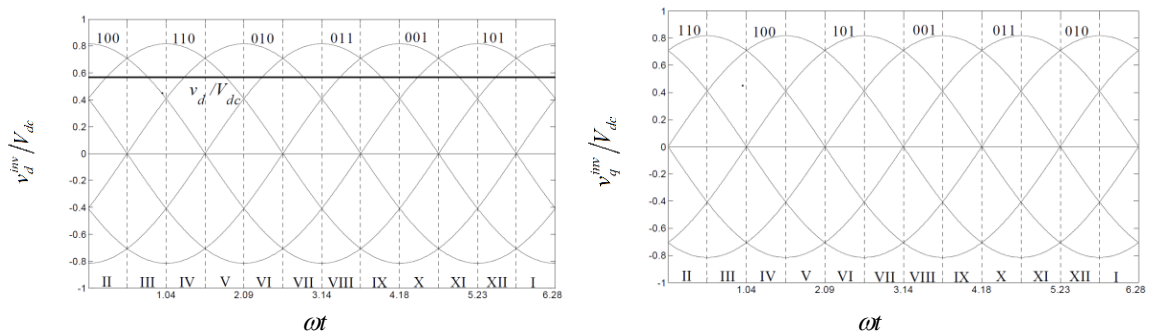 100 110 010 011 001 101
1
0.8
0.6
0.4
0.2
0
-0.2
-0.4
-0.6
-0.8
-1
v_d /V_dc
v_d^inv /V_dc
II III IV V VI VII VIII IX X XI XII I
1.04 2.09 3.14 4.18 5.23 6.28
ωt
110 100 101 001 011 010
1
0.8
0.6
0.4
0.2
0
-0.2
-0.4
-0.6
-0.8
-1
v_q^inv /V_dc
II III IV V VI VII VIII IX X XI XII I
1.04 2.09 3.14 4.18 5.23 6.28
ωt